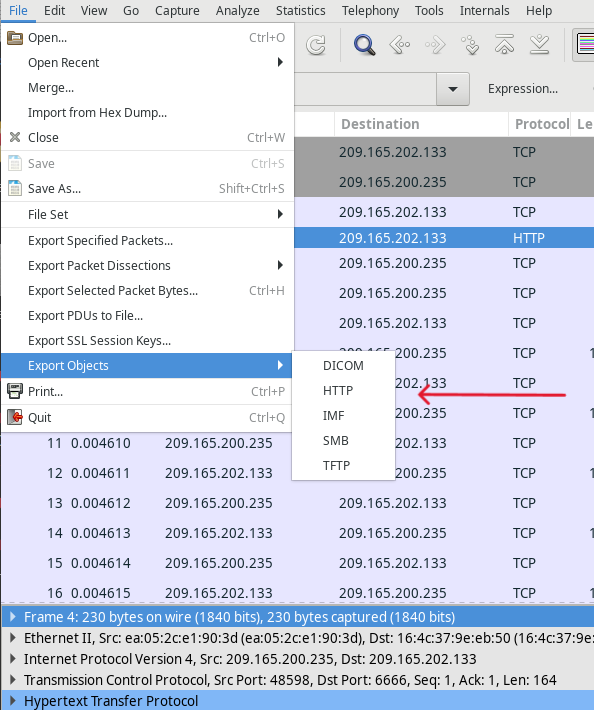 File Edit View Go Capture Analyze Statistics Telephony Tools Internals Help
Open... Ctrl+O
Open Recent
Merge...
Import from Hex Dump...
Close Ctrl+W
Save Ctrl+S
Save As... Shift+Ctrl+S
File Set
Export Specified Packets...
Export Packet Dissections
Export Selected Packet Bytes... Ctrl+H
Export PDUs to File...
Export SSL Session Keys...
Export Objects
Print... Ctrl+P
Quit Ctrl+Q
DICOM
HTTP
IMF
SMB
TFTP
Expression...
Destination Protocol Le
209.165.202.133 TCP
209.165.200.235 TCP
209.165.202.133 TCP
209.165.202.133 HTTP
209.165.200.235 TCP
209.165.200.235 TCP
209.165.202.133 TCP
.200.235 TCP 1
.202.133 TCP
.200.235 TCP 1
11 0.004610 209.165.200.235 .202.133 TCP
12 0.004611 209.165.202.133 .200.235 TCP
13 0.004612 209.165.200.235 209.165.202.133 TCP
14 0.004613 209.165.202.133 209.165.200.235 TCP 1
15 0.004614 209.165.200.235 209.165.202.133 TCP
16 0.004615 209.165.202.133 209.165.200.235 TCP 1
Frame 4: 230 bytes on wire (1840 bits), 230 bytes captured (1840 bits)
Ethernet II, Src: ea:05:2c:e1:90:3d (ea:05:2c:e1:90:3d), Dst: 16:4c:37:9e:eb:50 (16:4c:37:9e:
Internet Protocol Version 4, Src: 209.165.200.235, Dst: 209.165.202.133
Transmission Control Protocol, Src Port: 48598, Dst Port: 6666, Seq: 1, Ack: 1, Len: 164
Hypertext Transfer Protocol